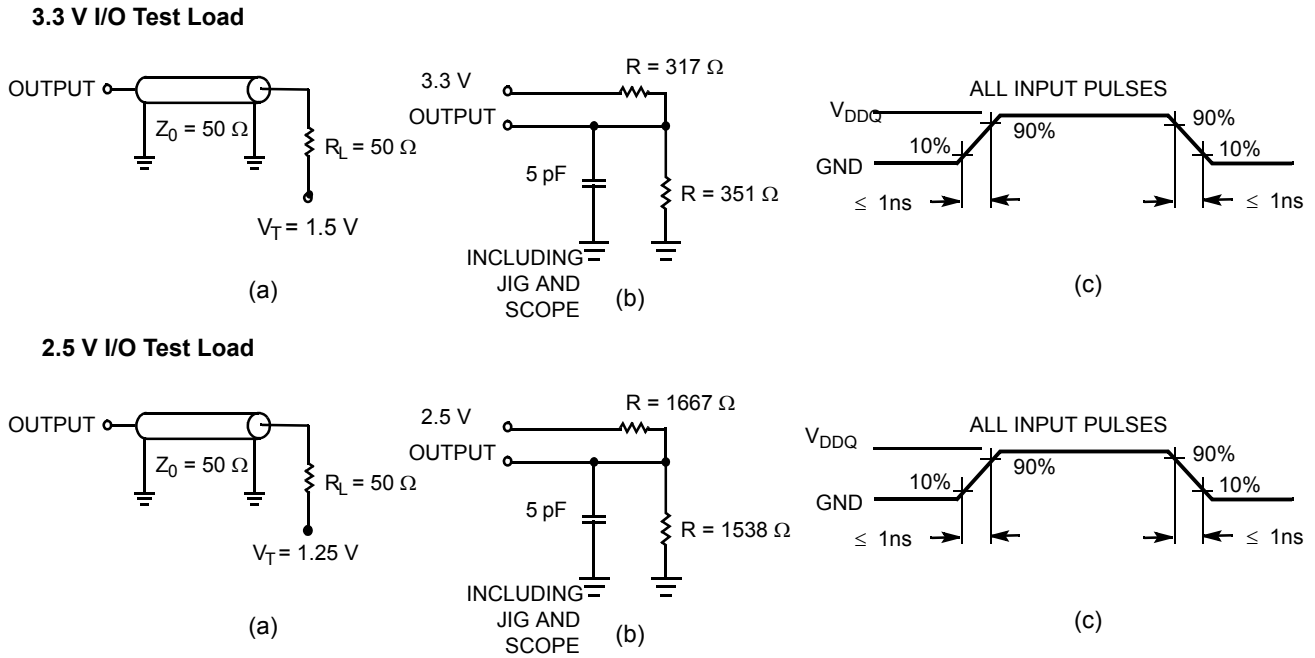 3.3 V I/O Test Load
OUTPUT
Z0 = 50 Ω
RL = 50 Ω
VT = 1.5 V
(a)
3.3 V
OUTPUT
R = 317 Ω
5 pF
R = 351 Ω
INCLUDING
JIG AND
SCOPE
(b)
ALL INPUT PULSES
VDDQ
GND
10%
90%
90%
10%
≤ 1ns
≤ 1ns
(c)
2.5 V I/O Test Load
OUTPUT
Z0 = 50 Ω
RL = 50 Ω
VT = 1.25 V
(a)
2.5 V
OUTPUT
R = 1667 Ω
5 pF
R = 1538 Ω
INCLUDING
JIG AND
SCOPE
(b)
ALL INPUT PULSES
VDDQ
GND
10%
90%
90%
10%
≤ 1ns
≤ 1ns
(c)